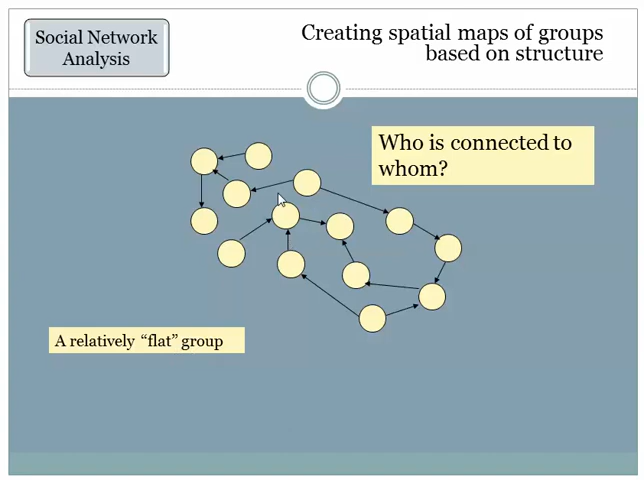 Social Network
Analysis
Creating spatial maps of groups
based on structure
Who is connected to
whom?
A relatively “flat” group